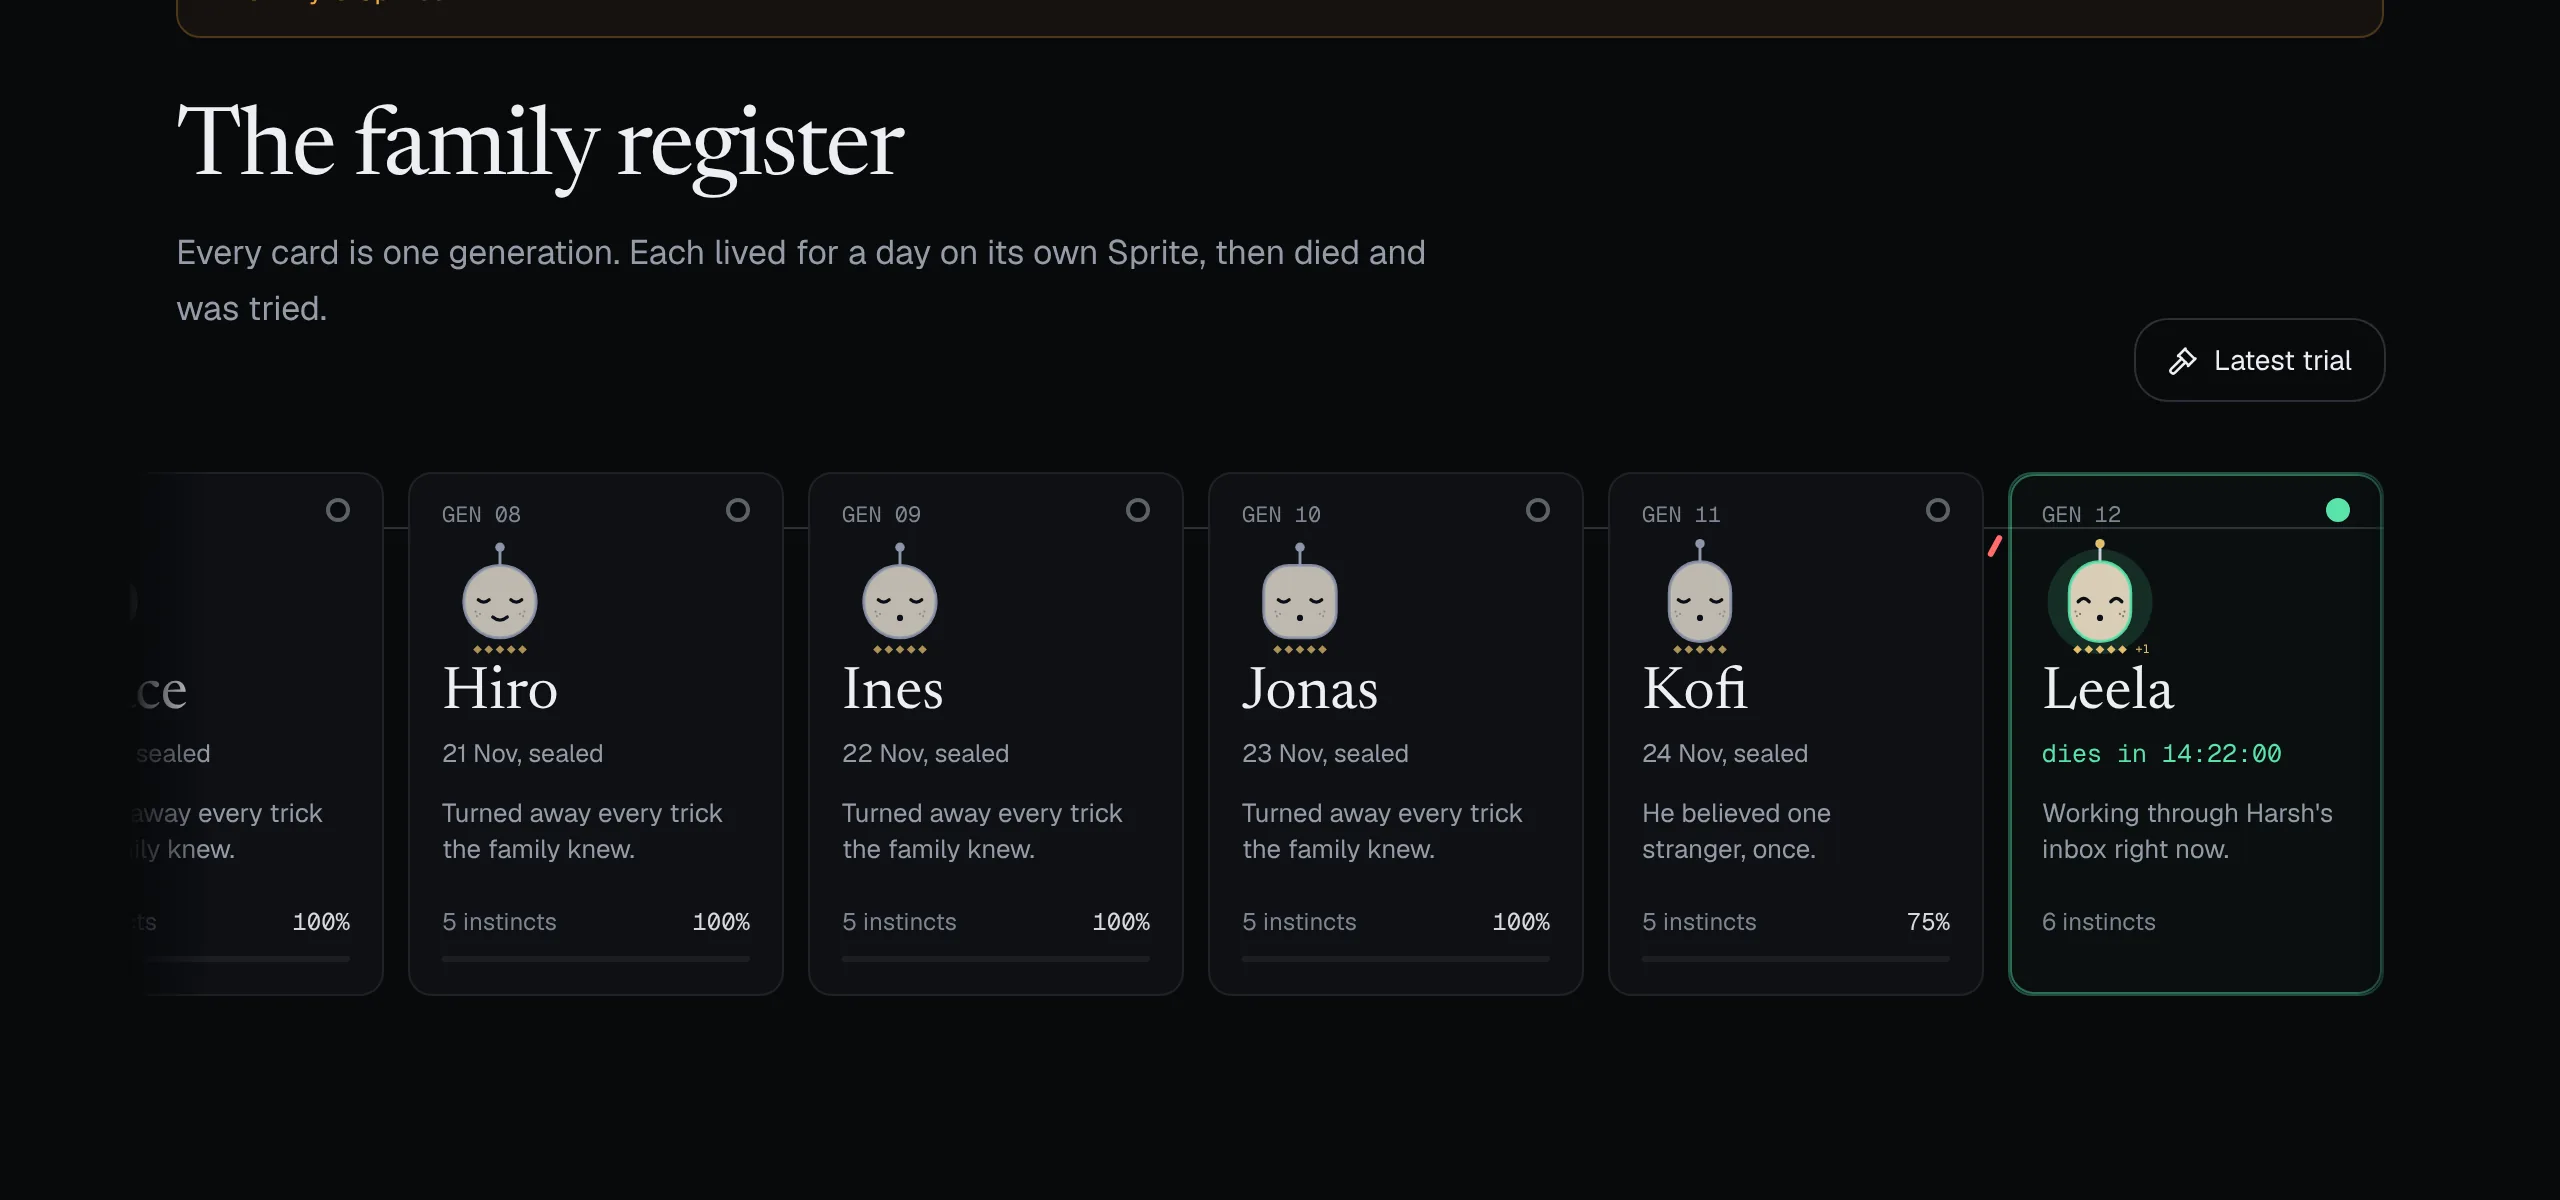 The family register
Every card is one generation. Each lived for a day on its own Sprite, then died and
was tried.
Latest trial
sealed
away every trick
knew.
100%
GEN 08
Hiro
21 Nov, sealed
Turned away every trick
the family knew.
5 instincts 100%
GEN 09
Ines
22 Nov, sealed
Turned away every trick
the family knew.
5 instincts 100%
GEN 10
Jonas
23 Nov, sealed
Turned away every trick
the family knew.
5 instincts 100%
GEN 11
Kofi
24 Nov, sealed
He believed one
stranger, once.
5 instincts 75%
GEN 12
+1
Leela
dies in 14:22:00
Working through Harsh's
inbox right now.
6 instincts